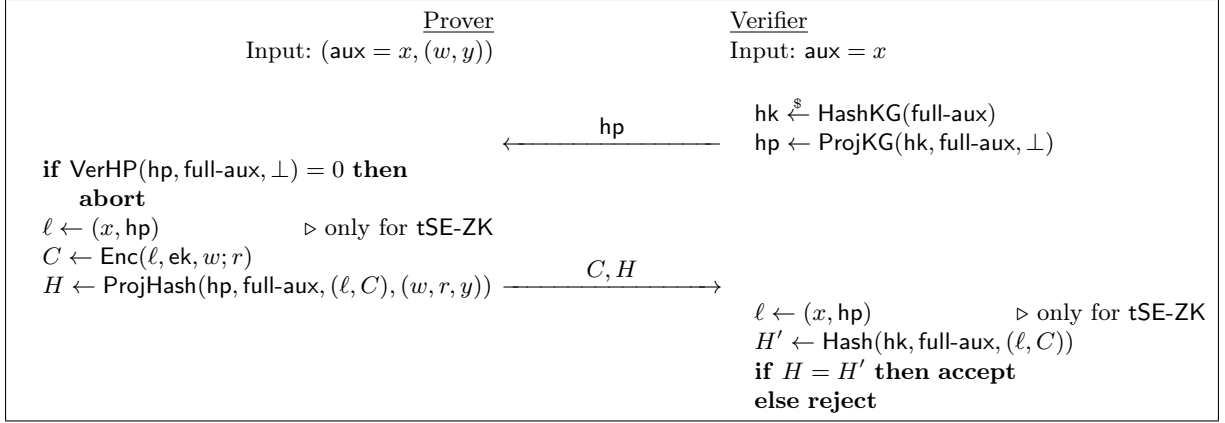 Prover Verifier
Input: (aux = x, (w, y)) Input: aux = x
hk ←$ HashKG(full-aux)
hp
hp ← ProjKG(hk, full-aux, ⊥)
if VerHP(hp, full-aux, ⊥) = 0 then
abort
ℓ ← (x, hp) ▷ only for tSE-ZK
C ← Enc(ℓ, ek, w; r)
H ← ProjHash(hp, full-aux, (ℓ, C), (w, r, y)) C, H
ℓ ← (x, hp) ▷ only for tSE-ZK
H′ ← Hash(hk, full-aux, (ℓ, C))
if H = H′ then accept
else reject